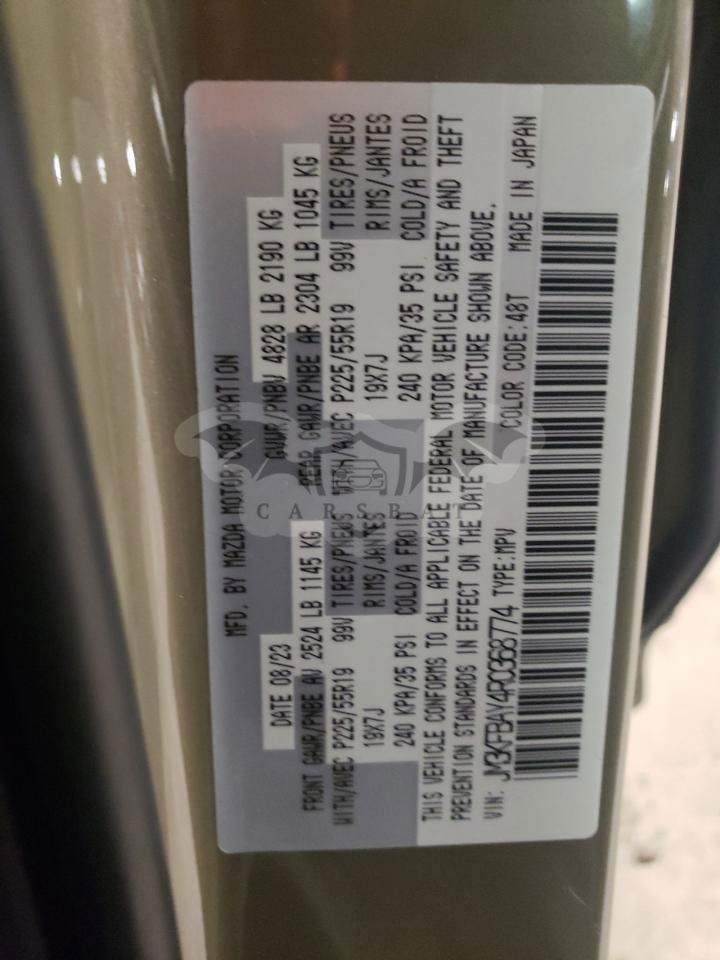 MFD. BY MAZDA MOTOR CORPORATION
DATE 08/23 GVWR/PNBV 4828 LB 2190 KG
FRONT GAWR/PNBE AV 2524 LB 1145 KG REAR GAWR/PNBE AR 2304 LB 1045 KG
WITH/AVEC P225/55R19 99V TIRES/PNEUS WITH/AVEC P225/55R19 99V TIRES/PNEUS
19X7J RIMS/JANTES 19X7J RIMS/JANTES
240 KPA/35 PSI COLD/A FROID 240 KPA/35 PSI COLD/A FROID
THIS VEHICLE CONFORMS TO ALL APPLICABLE FEDERAL MOTOR VEHICLE SAFETY AND THEFT
PREVENTION STANDARDS IN EFFECT ON THE DATE OF MANUFACTURE SHOWN ABOVE.
VIN: JM3KFBAY4R0368774 TYPE:MPV COLOR CODE:48T MADE IN JAPAN
CARSBAT